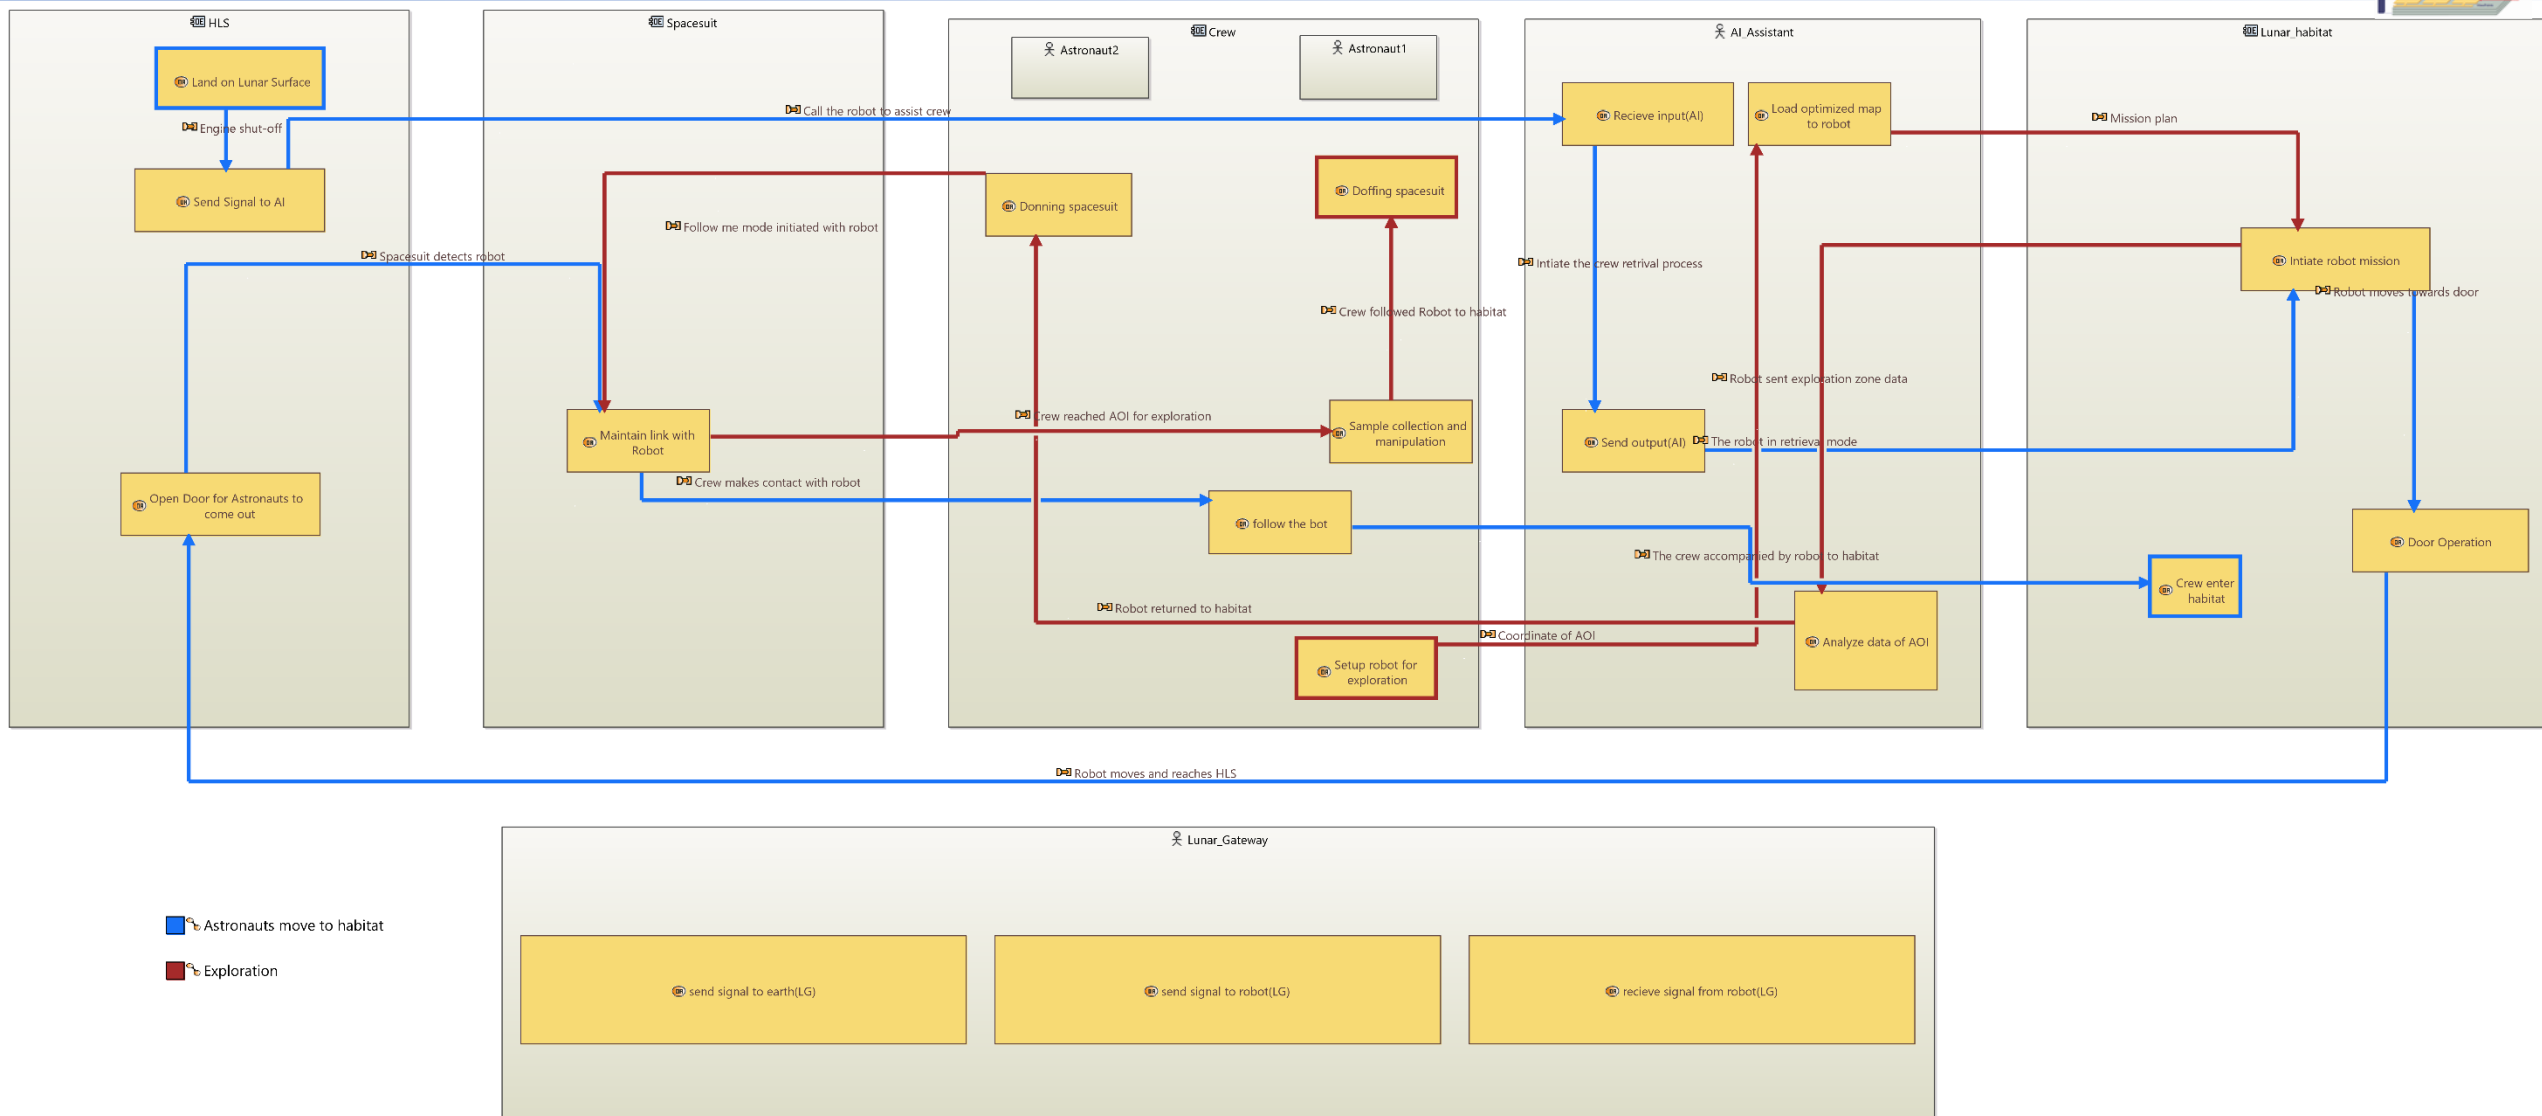 HLS
Land on Lunar Surface
Engine shut-off
Send Signal to AI
Open Door for Astronauts to
come out
Spacesuit
Call the robot to assist crew
Follow me mode initiated with robot
Spacesuit detects robot
Maintain link with
Robot
Crew makes contact with robot
Crew
Astronaut2
Astronaut1
Donning spacesuit
Doffing spacesuit
Crew followed Robot to habitat
Crew reached AOI for exploration
Sample collection and
manipulation
follow the bot
Robot returned to habitat
Setup robot for
exploration
Coordinate of AOI
AI_Assistant
Recieve input(AI)
Load optimized map
to robot
Intiate the crew retrival process
Robot sent exploration zone data
Send output(AI)
The robot in retrieval mode
The crew accompanied by robot to habitat
Analyze data of AOI
Lunar_habitat
Mission plan
Intiate robot mission
Robot moves towards door
Door Operation
Crew enter
habitat
Robot moves and reaches HLS
Lunar_Gateway
send signal to earth(LG)
send signal to robot(LG)
recieve signal from robot(LG)
Astronauts move to habitat
Exploration